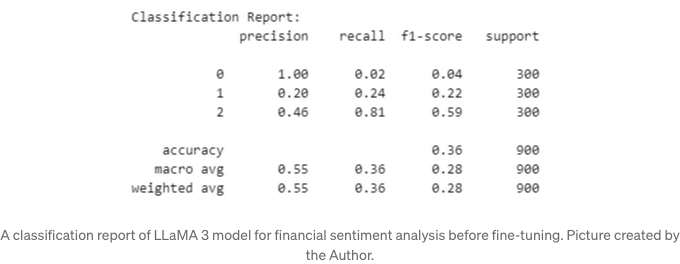 Classification Report:
precision recall f1-score support
0 1.00 0.02 0.04 300
1 0.20 0.24 0.22 300
2 0.46 0.81 0.59 300
accuracy 0.36 900
macro avg 0.55 0.36 0.28 900
weighted avg 0.55 0.36 0.28 900
A classification report of LLaMA 3 model for financial sentiment analysis before fine-tuning. Picture created by
the Author.